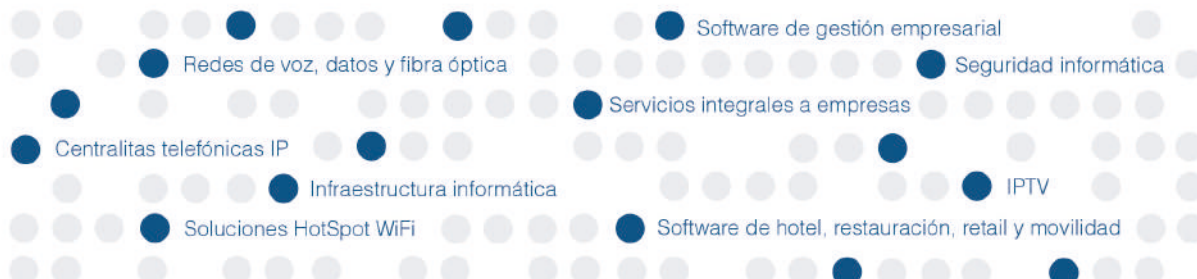 Software de gestión empresarial
Redes de voz, datos y fibra óptica
Seguridad informática
Servicios integrales a empresas
Centralitas telefónicas IP
Infraestructura informática
IPTV
Soluciones HotSpot WiFi
Software de hotel, restauración, retail y movilidad